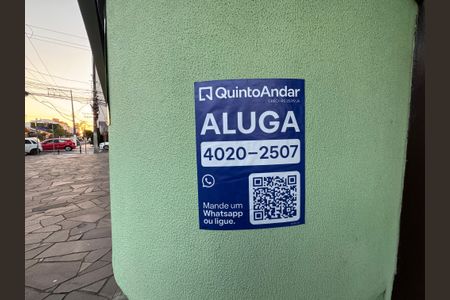 QuintoAndar
ALUGA
4020-2507
Mande um
Whatsapp
ou ligue.